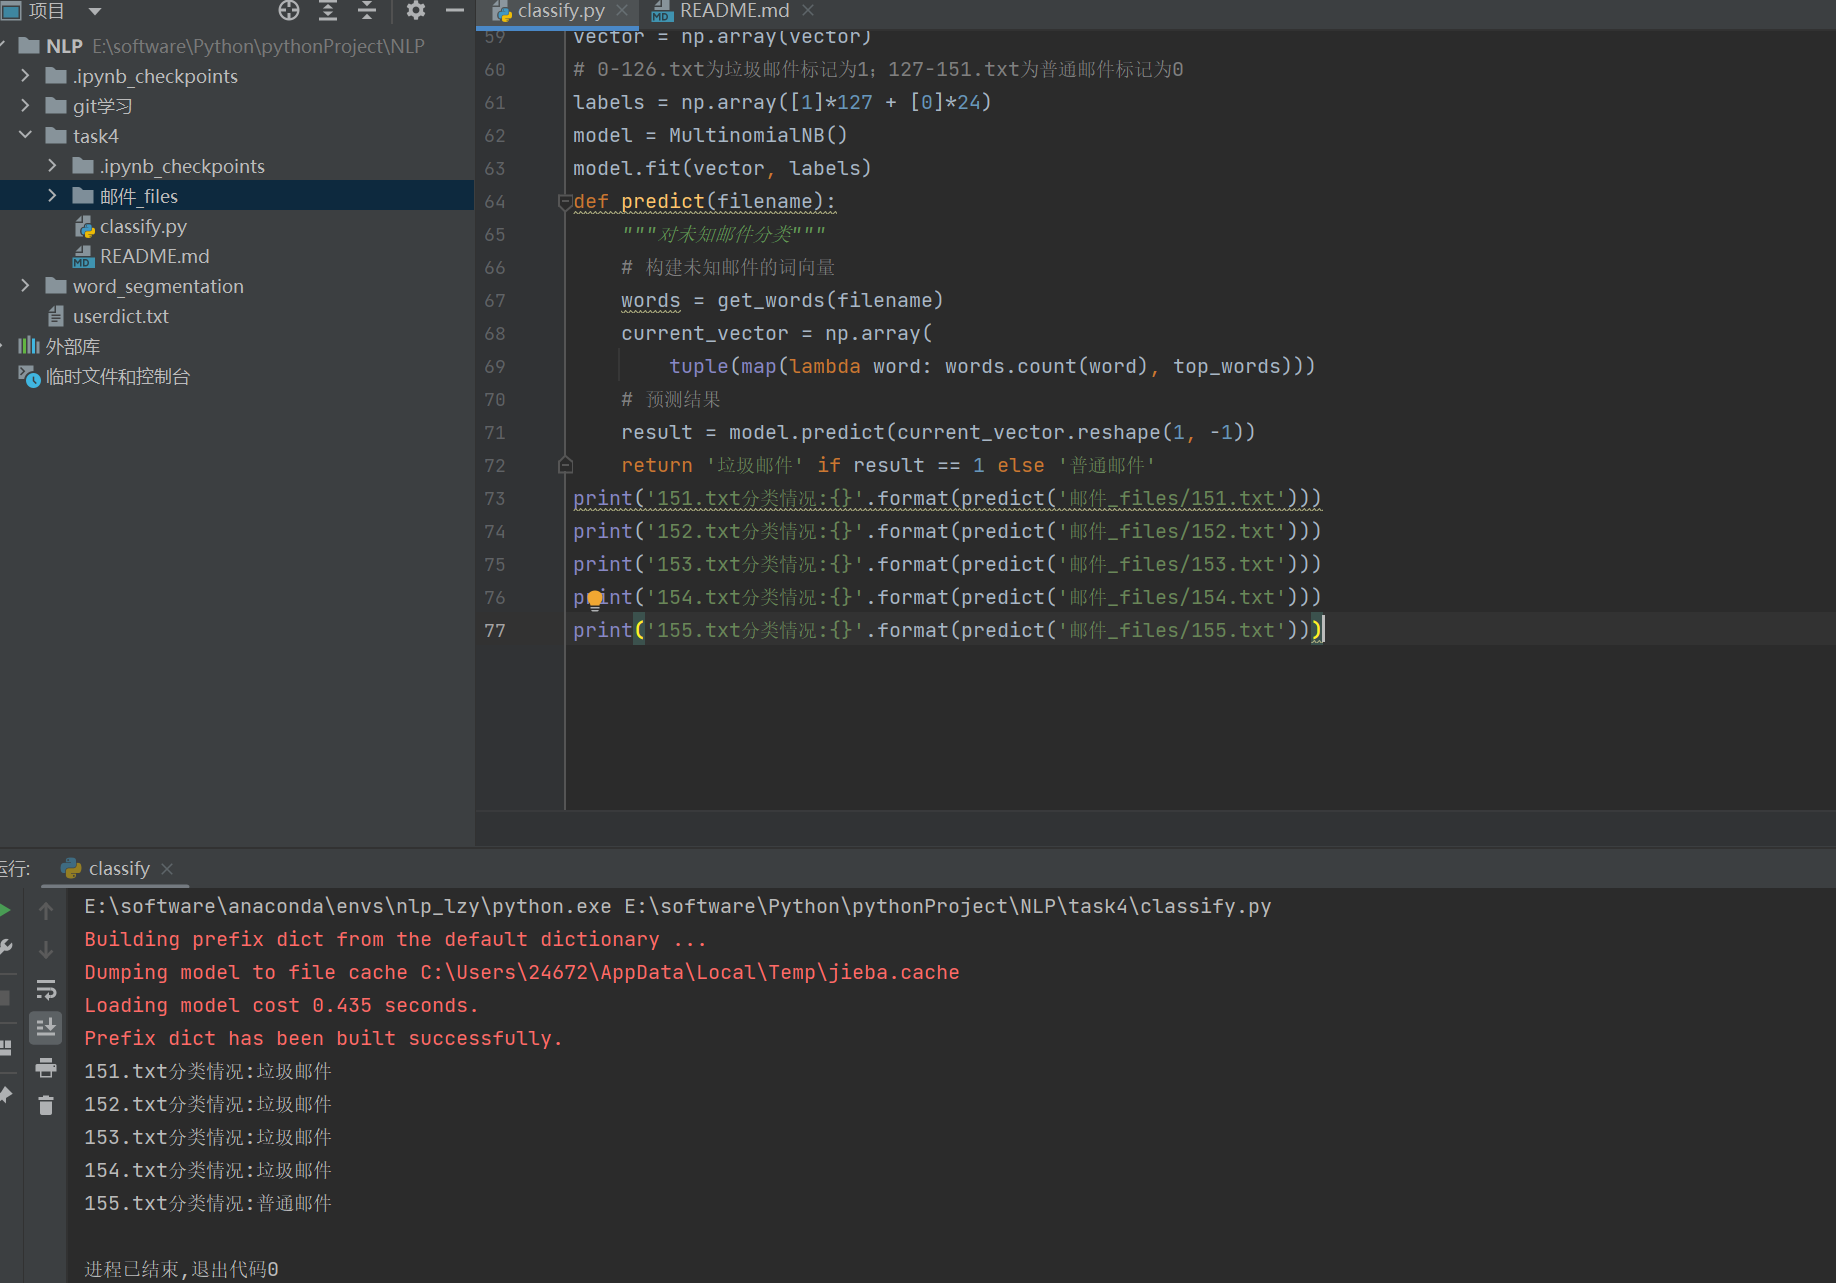 项目
NLP E:\software\Python\pythonProject\NLP
.ipynb_checkpoints
git学习
task4
.ipynb_checkpoints
邮件_files
classify.py
README.md
word_segmentation
userdict.txt
外部库
临时文件和控制台
classify.py
README.md
59 vector = np.array(vector)
60 # 0-126.txt为垃圾邮件标记为1；127-151.txt为普通邮件标记为0
61 labels = np.array([1]*127 + [0]*24)
62 model = MultinomialNB()
63 model.fit(vector, labels)
64 def predict(filename):
65 """对未知邮件分类"""
66 # 构建未知邮件的词向量
67 words = get_words(filename)
68 current_vector = np.array(
69 tuple(map(lambda word: words.count(word), top_words)))
70 # 预测结果
71 result = model.predict(current_vector.reshape(1, -1))
72 return '垃圾邮件' if result == 1 else '普通邮件'
73 print('151.txt分类情况:{}'.format(predict('邮件_files/151.txt')))
74 print('152.txt分类情况:{}'.format(predict('邮件_files/152.txt')))
75 print('153.txt分类情况:{}'.format(predict('邮件_files/153.txt')))
76 print('154.txt分类情况:{}'.format(predict('邮件_files/154.txt')))
77 print('155.txt分类情况:{}'.format(predict('邮件_files/155.txt')))
运行:
classify
E:\software\anaconda\envs\nlp_lzy\python.exe E:\software\Python\pythonProject\NLP\task4\classify.py
Building prefix dict from the default dictionary ...
Dumping model to file cache C:\Users\24672\AppData\Local\Temp\jieba.cache
Loading model cost 0.435 seconds.
Prefix dict has been built successfully.
151.txt分类情况:垃圾邮件
152.txt分类情况:垃圾邮件
153.txt分类情况:垃圾邮件
154.txt分类情况:垃圾邮件
155.txt分类情况:普通邮件
进程已结束,退出代码0